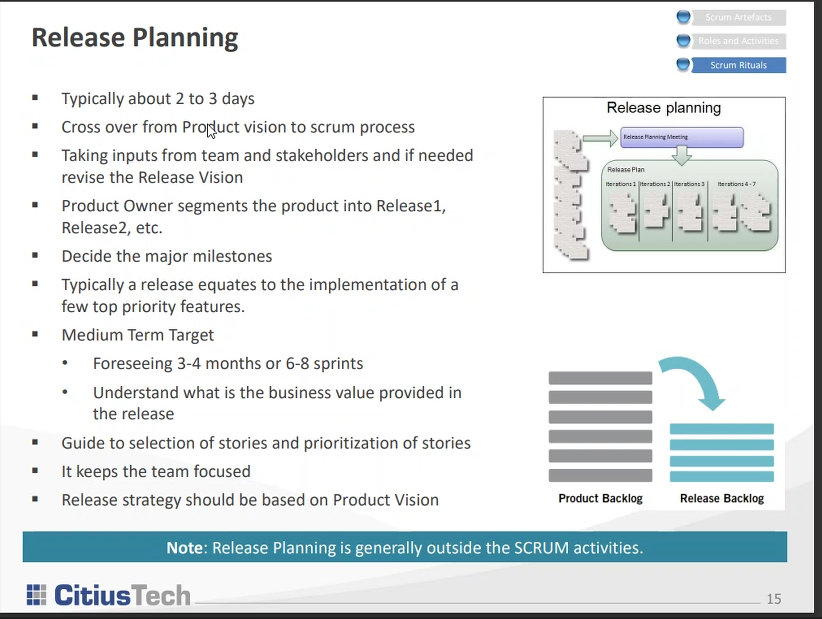 Release Planning
Scrum Artefacts
Roles and Activities
Scrum Rituals
▪ Typically about 2 to 3 days
▪ Cross over from Product vision to scrum process
▪ Taking inputs from team and stakeholders and if needed
revise the Release Vision
▪ Product Owner segments the product into Release1,
Release2, etc.
▪ Decide the major milestones
▪ Typically a release equates to the implementation of a
few top priority features.
▪ Medium Term Target
• Foreseeing 3-4 months or 6-8 sprints
• Understand what is the business value provided in
the release
▪ Guide to selection of stories and prioritization of stories
▪ It keeps the team focused
▪ Release strategy should be based on Product Vision
Release planning
Release Planning Meeting
Release Plan
Iterations 1 Iterations 2 Iterations 3 Iterations 4 - 7
Product Backlog Release Backlog
Note: Release Planning is generally outside the SCRUM activities.
CitiusTech
15